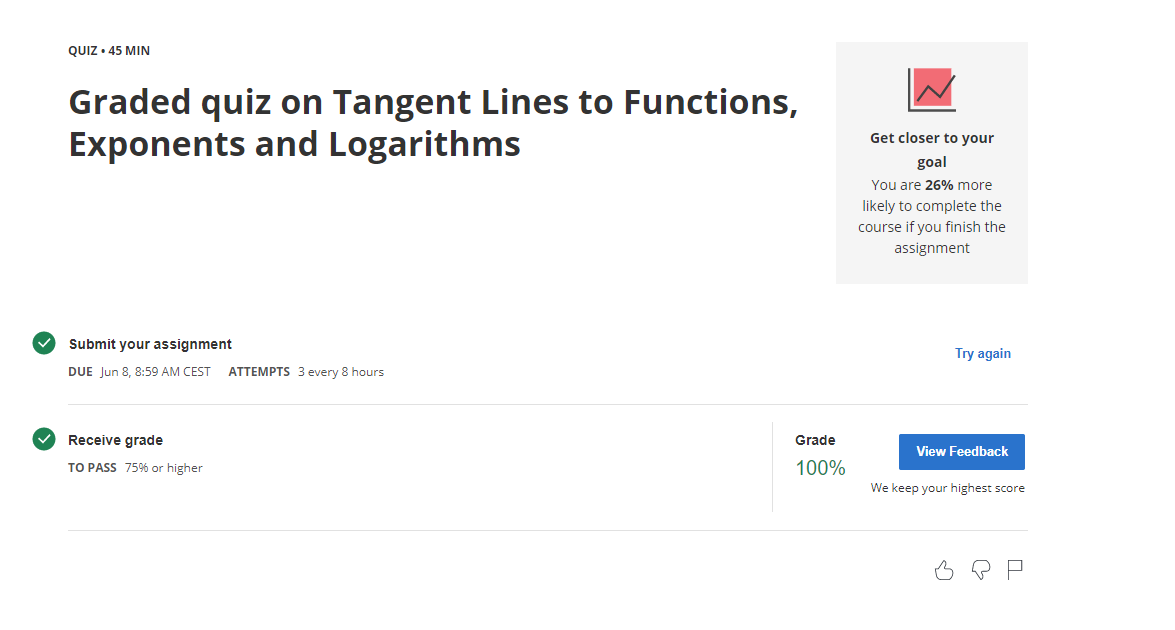 QUIZ • 45 MIN
Graded quiz on Tangent Lines to Functions,
Exponents and Logarithms
Get closer to your
goal
You are 26% more
likely to complete the
course if you finish the
assignment
Submit your assignment
DUE Jun 8, 8:59 AM CEST ATTEMPTS 3 every 8 hours
Try again
Receive grade
TO PASS 75% or higher
Grade
100%
View Feedback
We keep your highest score